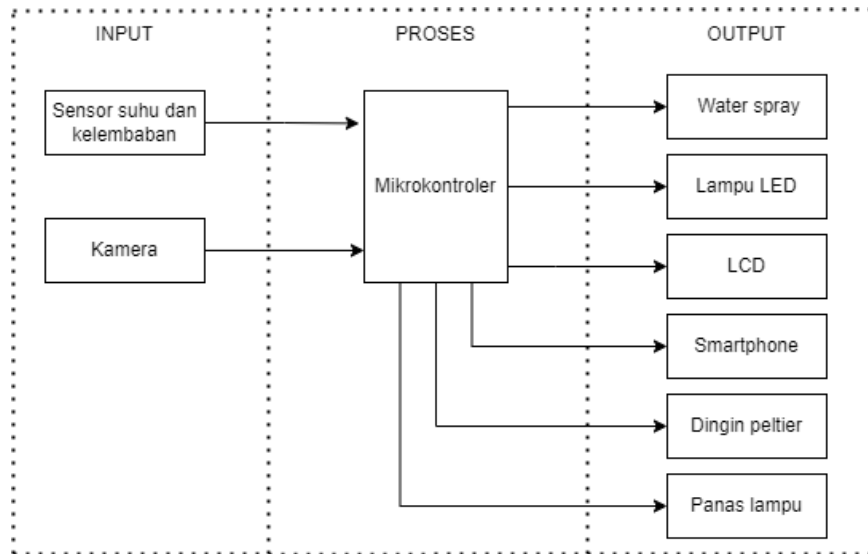 INPUT
PROSES
OUTPUT
Sensor suhu dan
kelembaban
Kamera
Mikrokontroler
Water spray
Lampu LED
LCD
Smartphone
Dingin peltier
Panas lampu